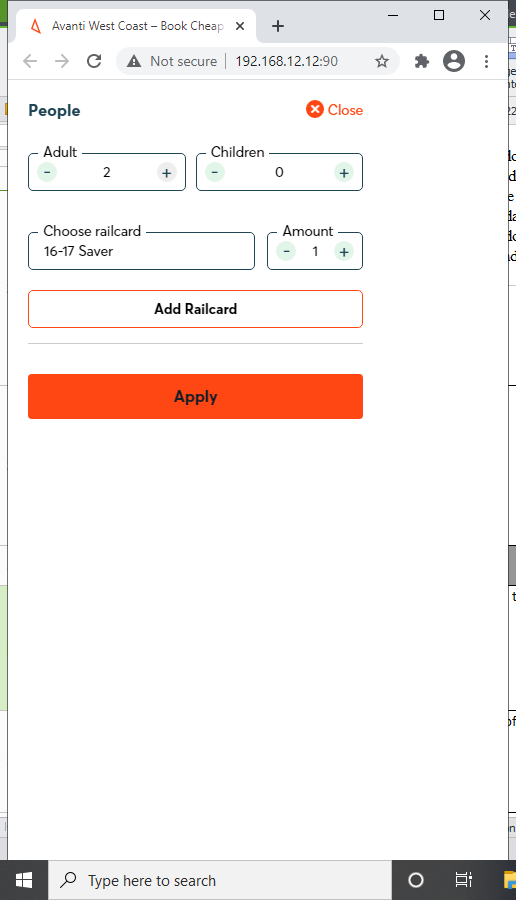 Avanti West Coast – Book Cheap
Not secure 192.168.12.12:90
People
Close
Adult
Children
- 2 +
- 0 +
Choose railcard
Amount
16-17 Saver
- 1 +
Add Railcard
Apply
Type here to search